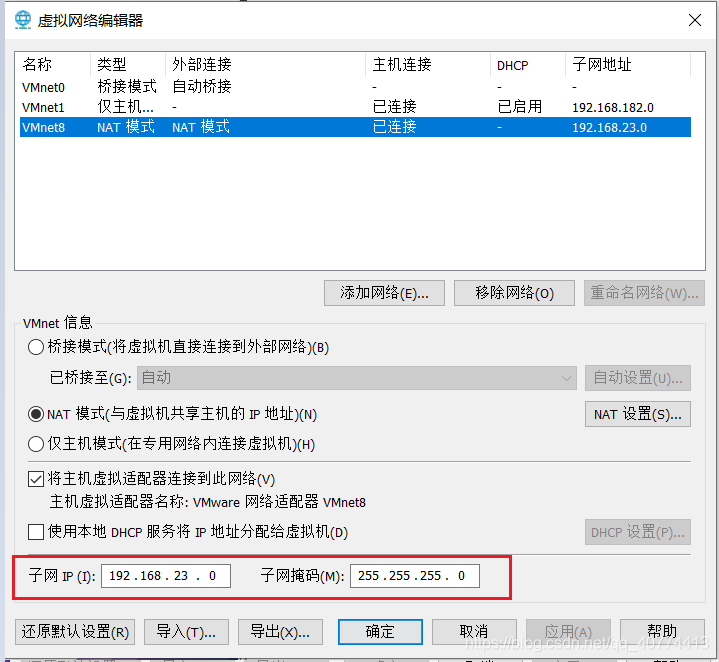 虚拟网络编辑器
名称 类型 外部连接 主机连接 DHCP 子网地址
VMnet0 桥接模式 自动桥接 - - -
VMnet1 仅主机... - 已连接 已启用 192.168.182.0
VMnet8 NAT 模式 NAT 模式 已连接 - 192.168.23.0
添加网络(E)... 移除网络(O) 重命名网络(W)...
VMnet 信息
桥接模式(将虚拟机直接连接到外部网络)(B)
已桥接至(G): 自动 自动设置(U)...
NAT 模式(与虚拟机共享主机的 IP 地址)(N) NAT 设置(S)...
仅主机模式(在专用网络内连接虚拟机)(H)
将主机虚拟适配器连接到此网络(V)
主机虚拟适配器名称: VMware 网络适配器 VMnet8
使用本地 DHCP 服务将 IP 地址分配给虚拟机(D) DHCP 设置(P)...
子网 IP (I): 192.168.23.0 子网掩码(M): 255.255.255.0
还原默认设置(R) 导入(T)... 导出(X)... 确定 取消 应用(A) 帮助
https://blog.csdn.net/qq_40774413